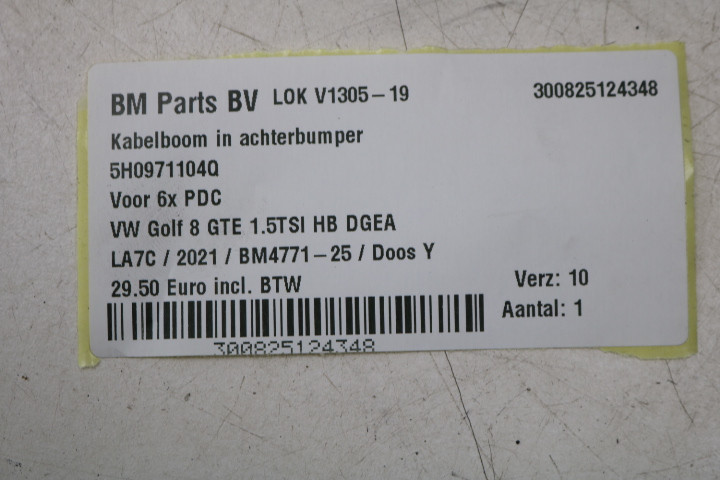 BM Parts BV LOK V1305-19 300825124348
Kabelboom in achterbumper
5H0971104Q
Voor 6x PDC
VW Golf 8 GTE 1.5TSI HB DGEA
LA7C / 2021 / BM4771-25 / Doos Y
29.50 Euro incl. BTW Verz: 10
Aantal: 1
300825124348